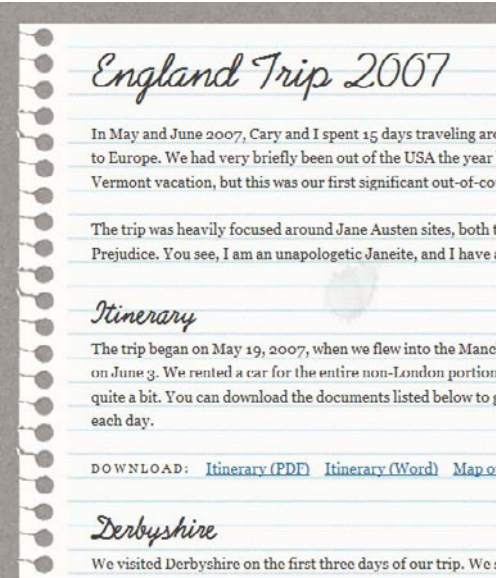 England Trip 2007
In May and June 2007, Cary and I spent 15 days traveling
to Europe. We had very briefly been out of the USA the year
Vermont vacation, but this was our first significant
The trip was heavily focused around Jane Austen sites, both
Prejudice. You see, I am an unapologetic Janeite, and I have
Itinerary
The trip began on May 19, 2007, when we flew into the
on June 3. We rented a car for the entire non-London portion
quite a bit. You can download the documents listed below to
each day.
DOWNLOAD: Itinerary (PDF) Itinerary (Word) Map
Derbyshire
We visited Derbyshire on the first three days of our trip. We